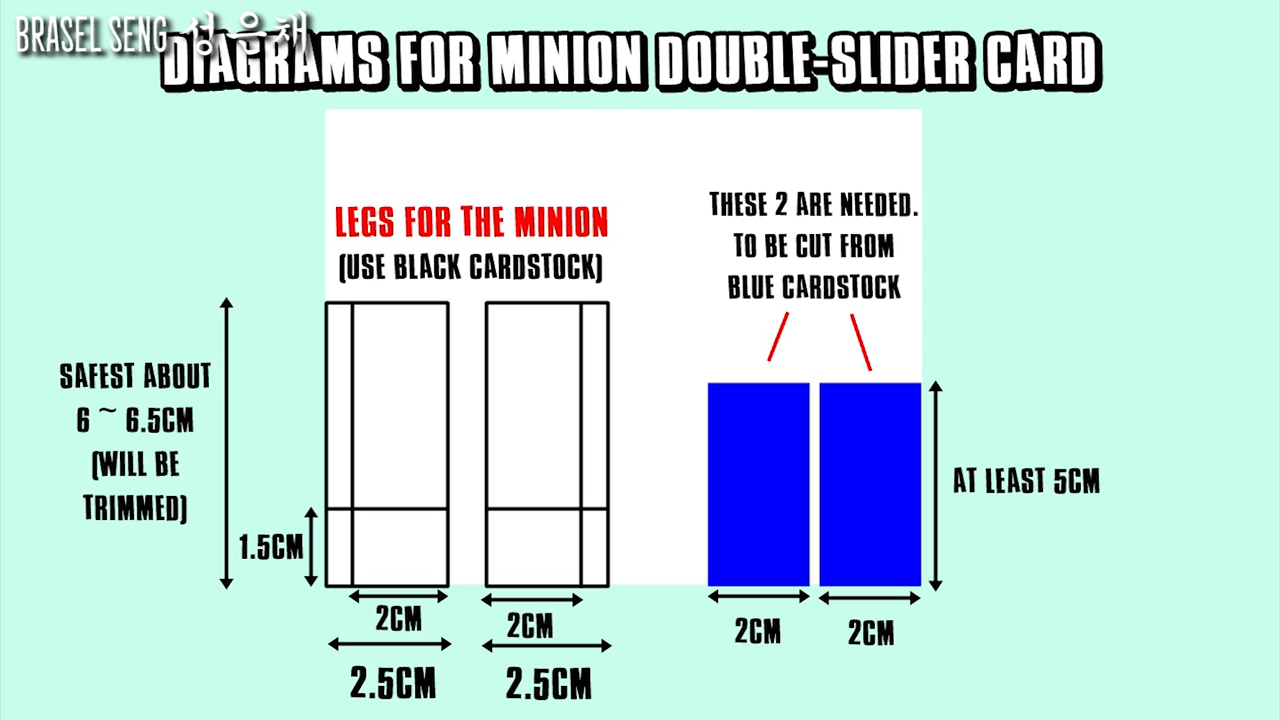 BRASEL SENG 성은채
DIAGRAMS FOR MINION DOUBLE-SLIDER CARD
LEGS FOR THE MINION
(USE BLACK CARDSTOCK)
THESE 2 ARE NEEDED.
TO BE CUT FROM
BLUE CARDSTOCK
SAFEST ABOUT
6 ~ 6.5CM
(WILL BE
TRIMMED)
1.5CM
AT LEAST 5CM
2CM
2CM
2CM
2CM
2.5CM
2.5CM